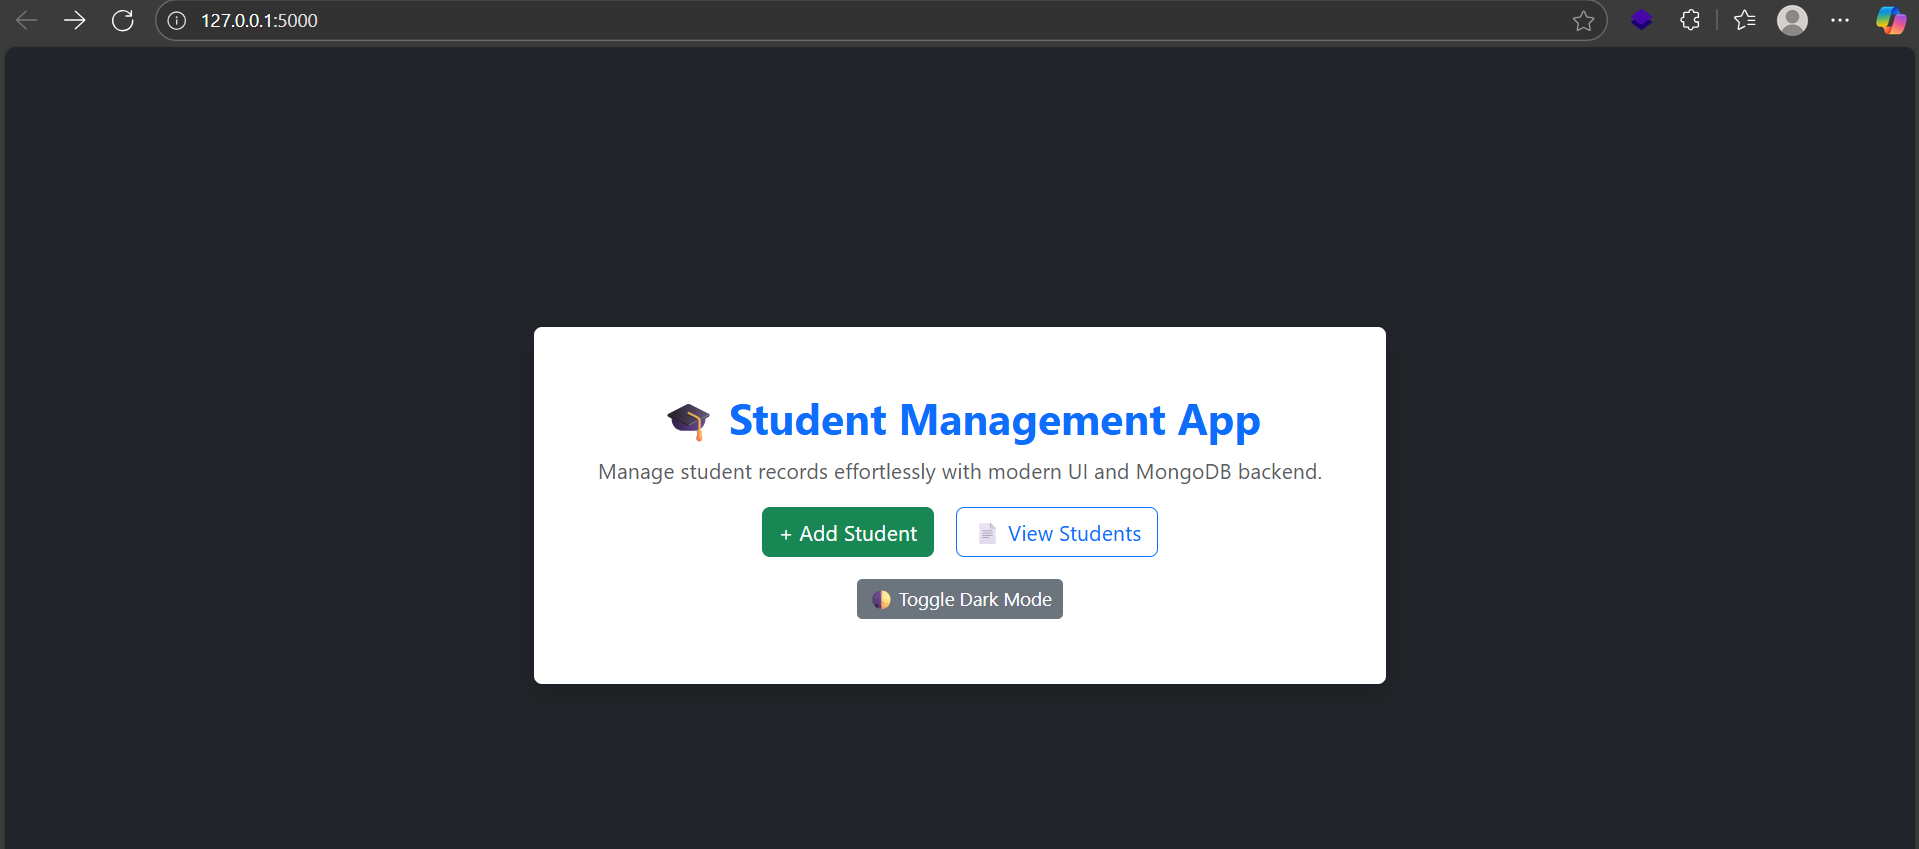 127.0.0.1:5000
Student Management App
Manage student records effortlessly with modern UI and MongoDB backend.
+ Add Student
View Students
Toggle Dark Mode